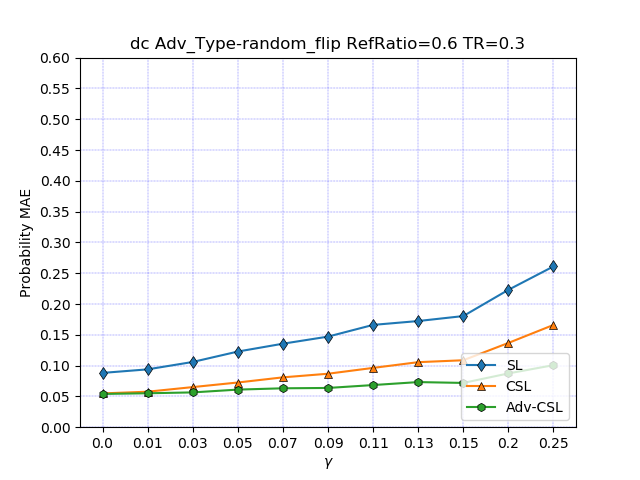 dc Adv_Type-random_flip RefRatio=0.6 TR=0.3
0.60
0.55
0.50
0.45
0.40
0.35
0.30
0.25
0.20
0.15
0.10
0.05
0.00
Probability MAE
0.0 0.01 0.03 0.05 0.07 0.09 0.11 0.13 0.15 0.2 0.25
γ
SL
CSL
Adv-CSL